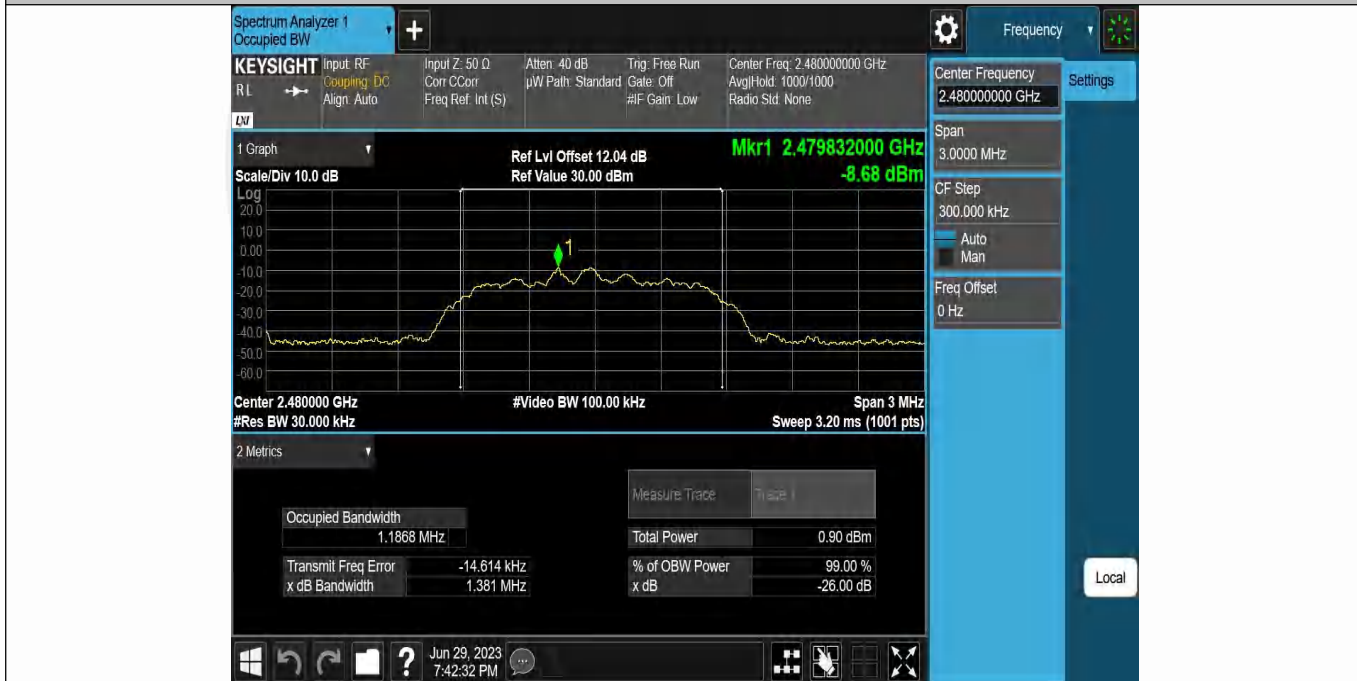 Spectrum Analyzer 1
Occupied BW
+
Frequency
KEYSIGHT
RL
LXI
Input: RF
Coupling: DC
Align: Auto
Input Z: 50 Ω
Corr CCorr
Freq Ref: Int (S)
Atten: 40 dB
µW Path: Standard
Trig: Free Run
Gate: Off
#IF Gain: Low
Center Freq: 2.480000000 GHz
Avg|Hold: 1000/1000
Radio Std: None
Center Frequency
2.480000000 GHz
Settings
Span
3.0000 MHz
CF Step
300.000 kHz
Auto
Man
Freq Offset
0 Hz
Local
1 Graph
Scale/Div 10.0 dB
Ref Lvl Offset 12.04 dB
Ref Value 30.00 dBm
Mkr1 2.479832000 GHz
-8.68 dBm
Log
20.0
10.0
0.00
-10.0
-20.0
-30.0
-40.0
-50.0
-60.0
1
Center 2.480000 GHz
#Video BW 100.00 kHz
Span 3 MHz
#Res BW 30.000 kHz
Sweep 3.20 ms (1001 pts)
2 Metrics
Measure Trace
Trace 1
Occupied Bandwidth
1.1868 MHz
Total Power
0.90 dBm
Transmit Freq Error
-14.614 kHz
% of OBW Power
99.00 %
x dB Bandwidth
1.381 MHz
x dB
-26.00 dB
?
Jun 29, 2023
7:42:32 PM